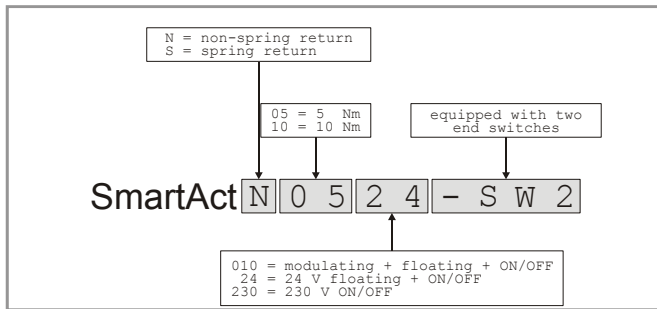 N = non-spring return
S = spring return
05 = 5 Nm
10 = 10 Nm
equipped with two
end switches
SmartAct N 0 5 2 4 - S W 2
010 = modulating + floating + ON/OFF
24 = 24 V floating + ON/OFF
230 = 230 V ON/OFF